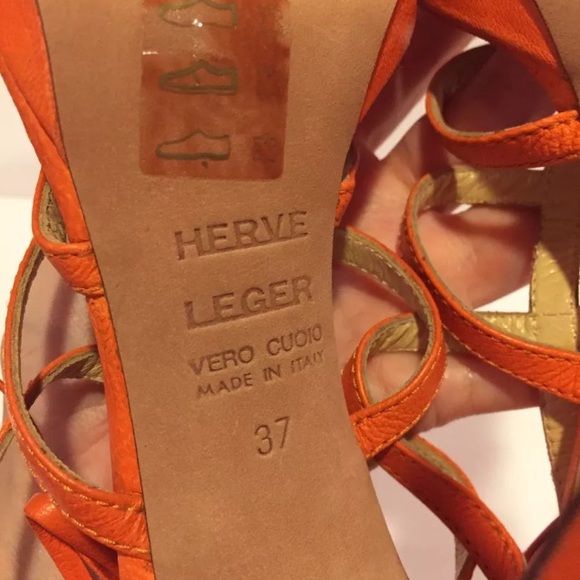 HERVE
LEGER
VERO CUOIO
MADE IN ITALY
37